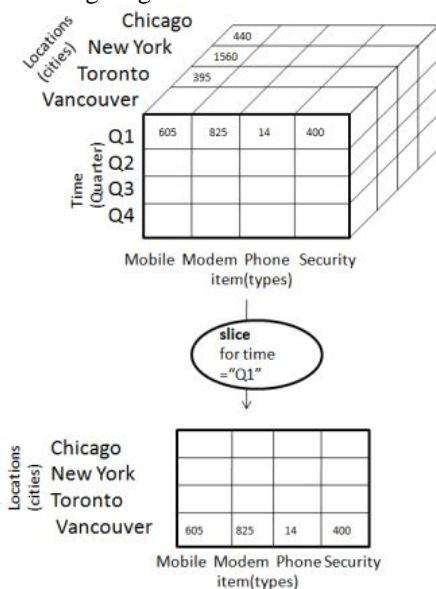 Chicago
440
New York
1560
Toronto
395
Vancouver
Locations
(cities)
Q1 605 825 14 400
Q2
Q3
Q4
Time
(Quarter)
Mobile Modem Phone Security
item(types)
slice
for time
="Q1"
Chicago
New York
Toronto
Vancouver 605 825 14 400
Locations
(cities)
Mobile Modem Phone Security
item(types)